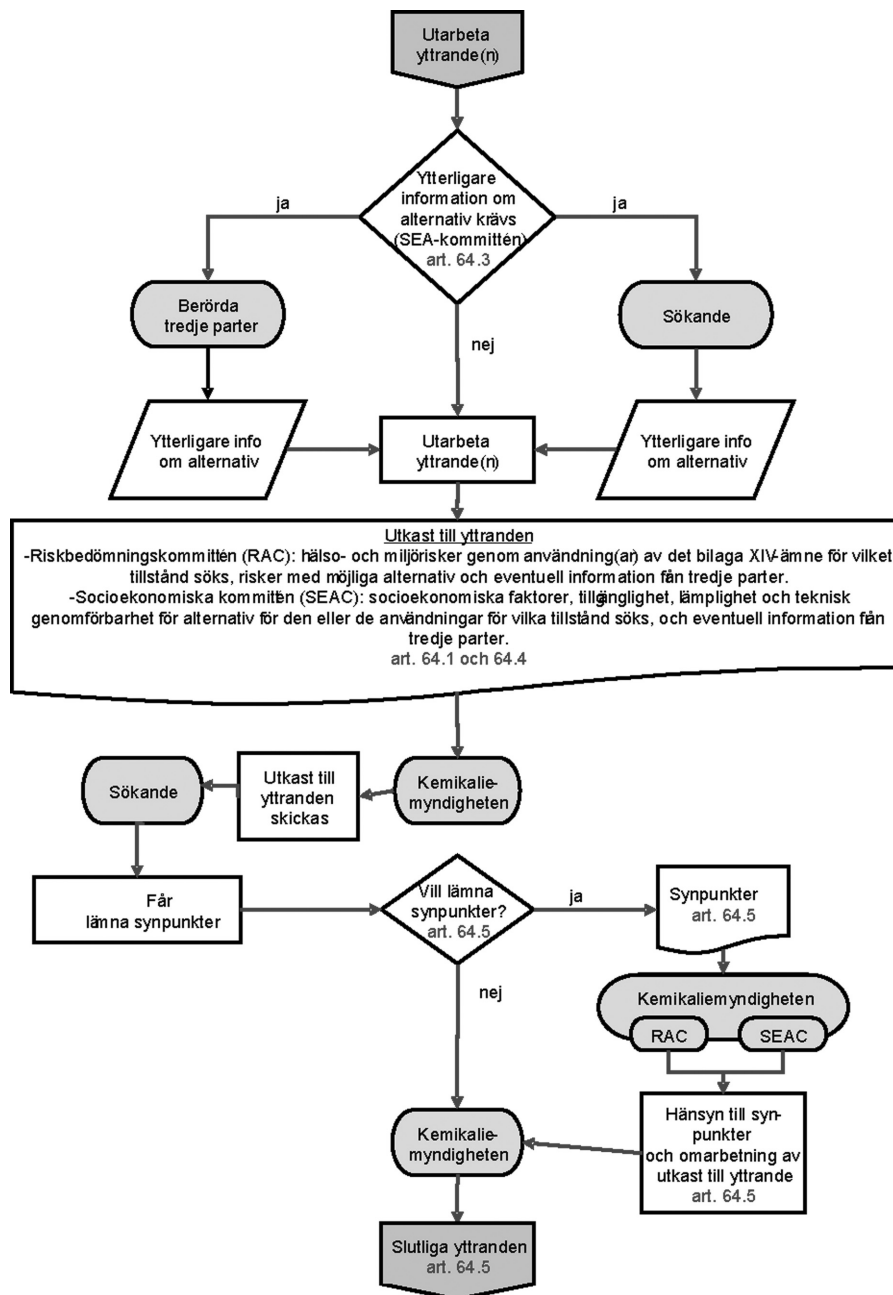 Utarbeta
yttrande(n)
Ytterligare
information om
alternativ krävs
(SEA-kommittén)
art. 64.3
ja
ja
Berörda
tredje parter
Sökande
nej
Ytterligare info
om alternativ
Utarbeta
yttrande(n)
Ytterligare info
om alternativ
Utkast till yttranden
-Riskbedömningskommittén (RAC): hälso- och miljörisker genom användning(ar) av det bilaga XIV-ämne för vilket
tillstånd söks, risker med möjliga alternativ och eventuell information från tredje parter.
-Socioekonomiska kommittén (SEAC): socioekonomiska faktorer, tillgänglighet, lämplighet och teknisk
genomförbarhet för alternativ för den eller de användningar för vilka tillstånd söks, och eventuell information från
tredje parter.
art. 64.1 och 64.4
Sökande
Utkast till
yttranden
skickas
Kemikalie-
myndigheten
Får
lämna synpunkter
Vill lämna
synpunkter?
art. 64.5
ja
Synpunkter
art. 64.5
nej
Kemikaliemyndigheten
RAC
SEAC
Kemikalie-
myndigheten
Hänsyn till syn-
punkter
och omarbetning av
utkast till yttrande
art. 64.5
Slutliga yttranden
art. 64.5